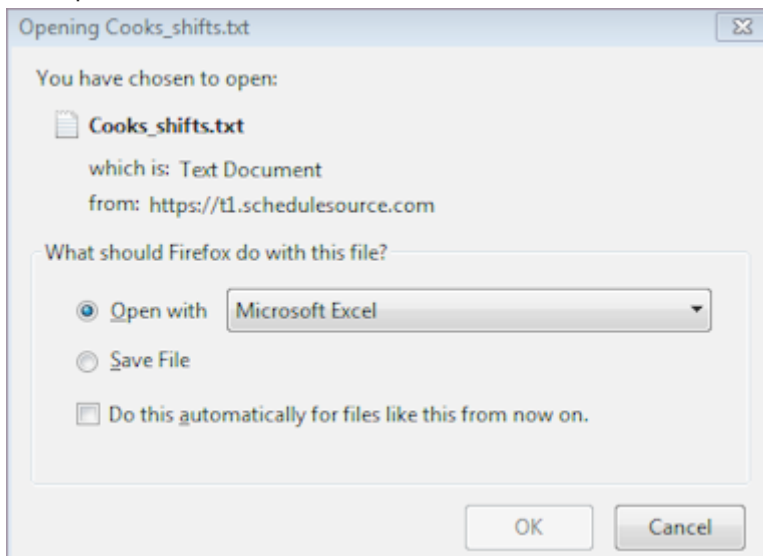 Opening Cooks_shifts.txt
You have chosen to open:
Cooks_shifts.txt
which is: Text Document
from: https://t1.schedulesource.com
What should Firefox do with this file?
Open with Microsoft Excel
Save File
Do this automatically for files like this from now on.
OK Cancel